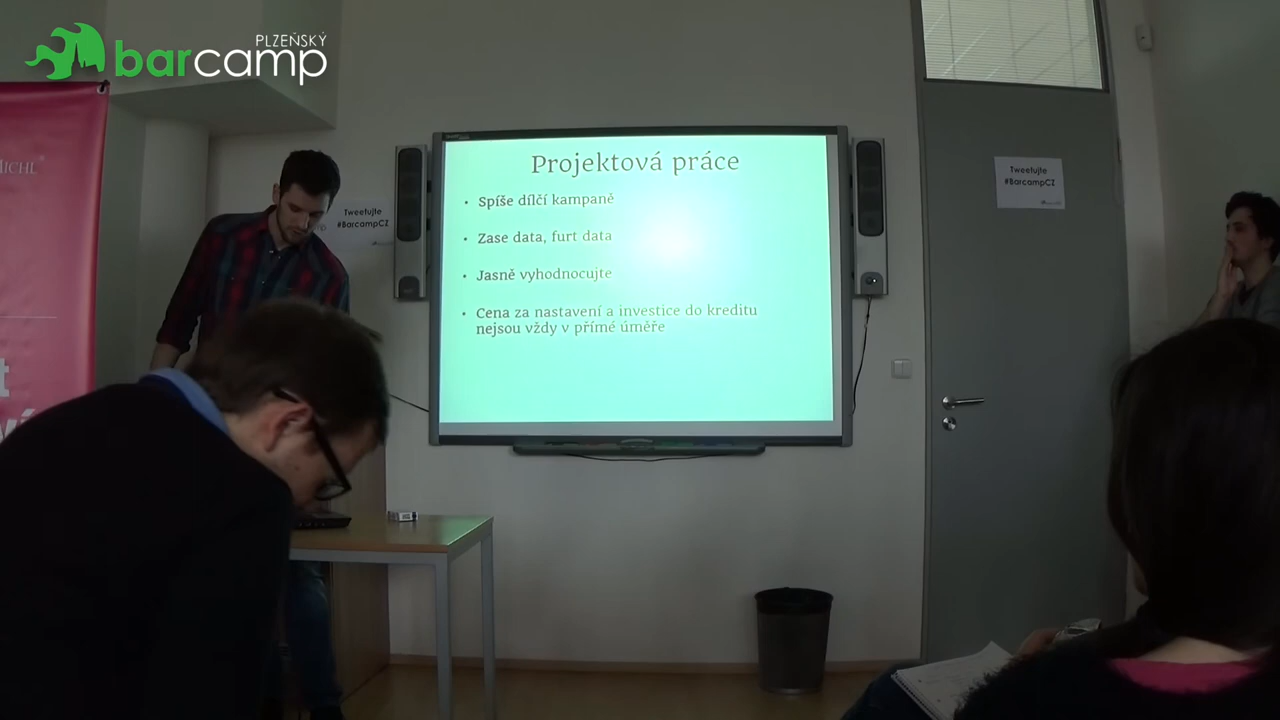 PLZEŇSKÝ
barcamp
MICHL
Tweetujte
#BarcampCZ
Projektová práce
• Spíše dílčí kampaně
• Zase data, furt data
• Jasně vyhodnocujte
• Cena za nastavení a investice do kreditu
nejsou vždy v přímé úměře
Tweetujte
#BarcampCZ